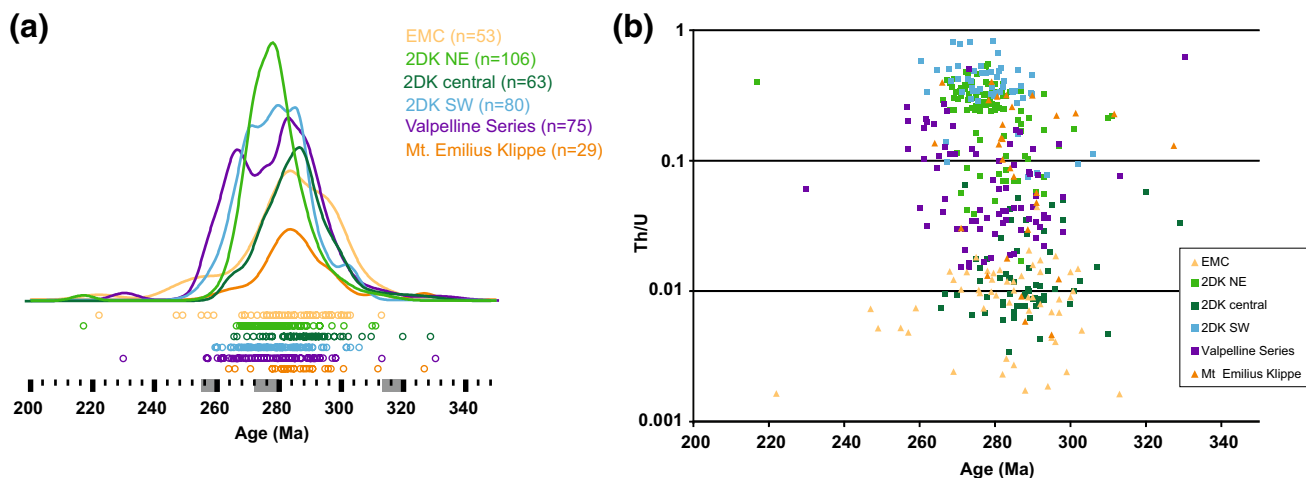 (a)
EMC (n=53)
2DK NE (n=106)
2DK central (n=63)
2DK SW (n=80)
Valpelline Series (n=75)
Mt. Emilius Klippe (n=29)
200 220 240 260 280 300 320 340
Age (Ma)
(b)
1
0.1
0.01
0.001
Th/U
EMC
2DK NE
2DK central
2DK SW
Valpelline Series
Mt Emilius Klippe
200 220 240 260 280 300 320 340
Age (Ma)